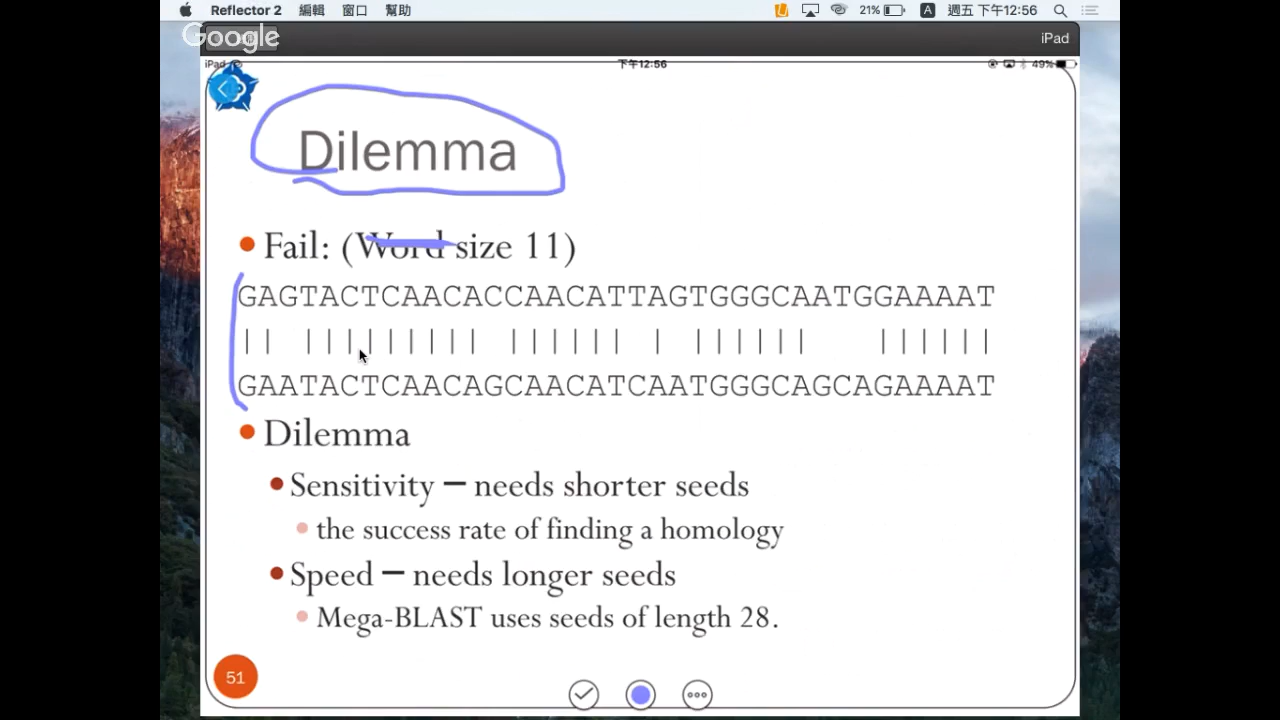 Reflector 2 編輯 窗口 幫助 21% A 週五 下午12:56
Google
iPad
iPad 下午12:56 49%
Dilemma
Fail: (Word size 11)
GAGTACTCAACACCAACATTAGTGGGCAATGGAAAAT
|| ||||||||| |||||| | |||||| ||||||
GAATACTCAACAGCAACATCAATGGGCAGCAGAAAAT
Dilemma
Sensitivity – needs shorter seeds
the success rate of finding a homology
Speed – needs longer seeds
Mega-BLAST uses seeds of length 28.
51